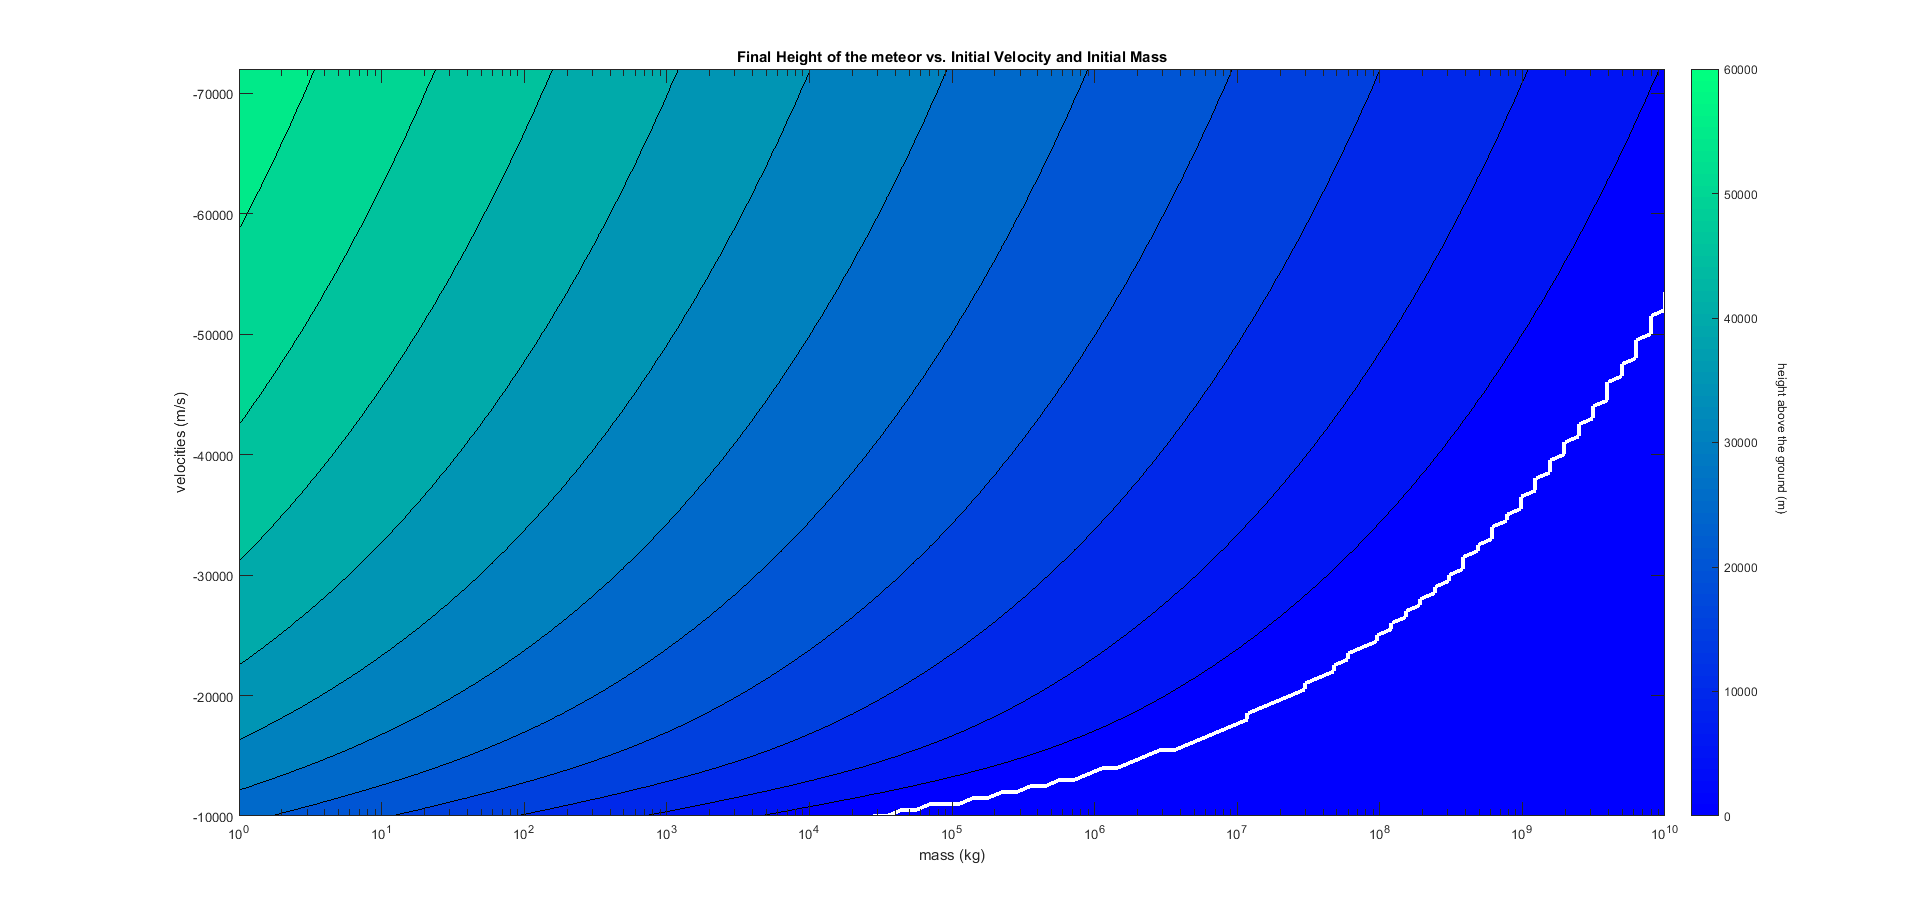 Final Height of the meteor vs. Initial Velocity and Initial Mass
-70000
-60000
-50000
-40000
-30000
-20000
-10000
velocities (m/s)
10^0 10^1 10^2 10^3 10^4 10^5 10^6 10^7 10^8 10^9 10^10
mass (kg)
60000
50000
40000
30000
20000
10000
0
height above the ground (m)